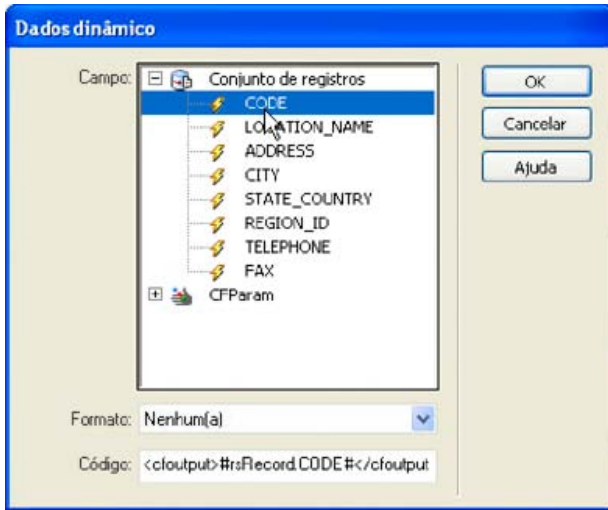 Dados dinâmico
Campo:
Conjunto de registros
CODE
LOCATION_NAME
ADDRESS
CITY
STATE_COUNTRY
REGION_ID
TELEPHONE
FAX
CFParam
OK
Cancelar
Ajuda
Formato: Nenhum(a)
Código: <cfoutput>#rsRecord.CODE#</cfoutput